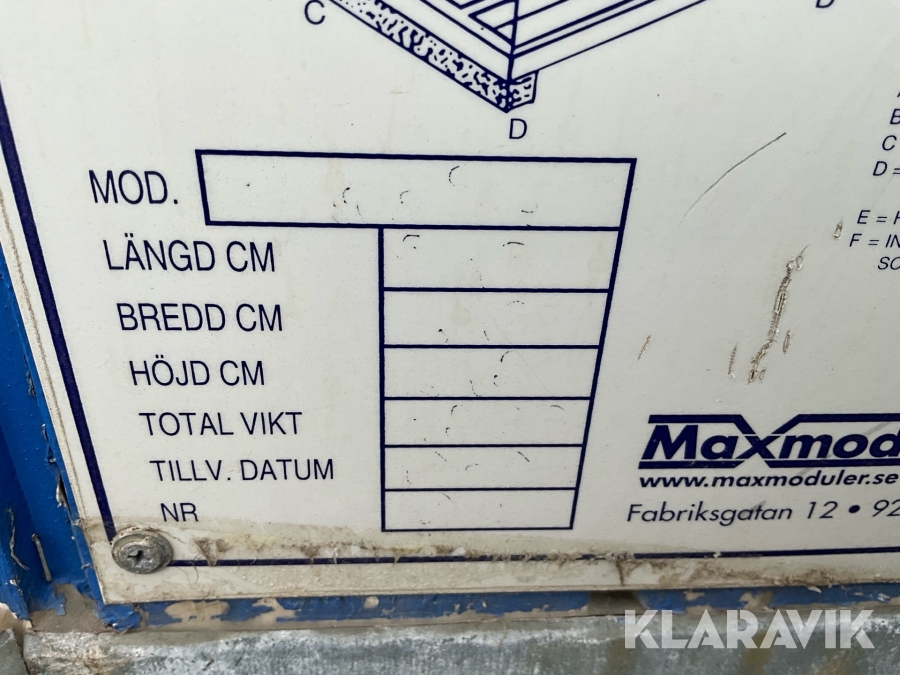 C
D
D
MOD.
LÄNGD CM
BREDD CM
HÖJD CM
TOTAL VIKT
TILLV. DATUM
NR
B
C
D =
E =
F = IN
SC
Maxmod
www.maxmoduler.se
Fabriksgatan 12 • 92
KLARAVIK